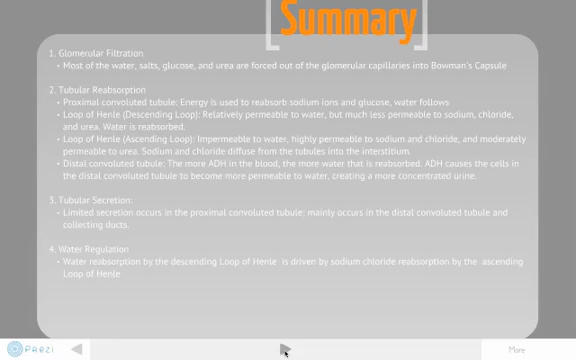 [Summary]
1. Glomerular Filtration
• Most of the water, salts, glucose, and urea are forced out of the glomerular capillaries into Bowman's Capsule
2. Tubular Reabsorption
• Proximal convoluted tubule: Energy is used to reabsorb sodium ions and glucose, water follows
• Loop of Henle (Descending Loop): Relatively permeable to water, but much less permeable to sodium, chloride,
and urea. Water is reabsorbed.
• Loop of Henle (Ascending Loop): Impermeable to water, highly permeable to sodium and chloride, and moderately
permeable to urea. Sodium and chloride diffuse from the tubules into the interstitium.
• Distal convoluted tubule: The more ADH in the blood, the more water that is reabsorbed. ADH causes the cells in
the distal convoluted tubule to become more permeable to water, creating a more concentrated urine.
3. Tubular Secretion:
• Limited secretion occurs in the proximal convoluted tubule; mainly occurs in the distal convoluted tubule and
collecting ducts.
4. Water Regulation
• Water reabsorption by the descending Loop of Henle is driven by sodium chloride reabsorption by the ascending
Loop of Henle
PREZI
More